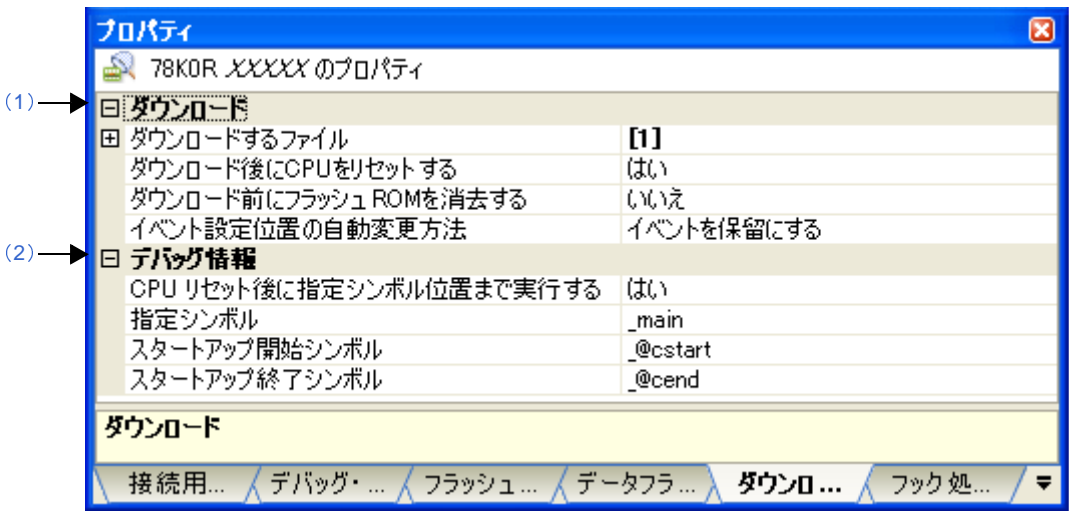 プロパティ
78K0R XXXXX のプロパティ
(1) ダウンロード
ダウンロードするファイル [1]
ダウンロード後にCPUをリセットする はい
ダウンロード前にフラッシュROMを消去する いいえ
イベント設定位置の自動変更方法 イベントを保留にする
(2) デバッグ情報
CPU リセット後に指定シンボル位置まで実行する はい
指定シンボル _main
スタートアップ開始シンボル _@cstart
スタートアップ終了シンボル _@cend
ダウンロード
接続用... デバッグ・ ... フラッシュ ... データフラ ... ダウンロ ... フック処...